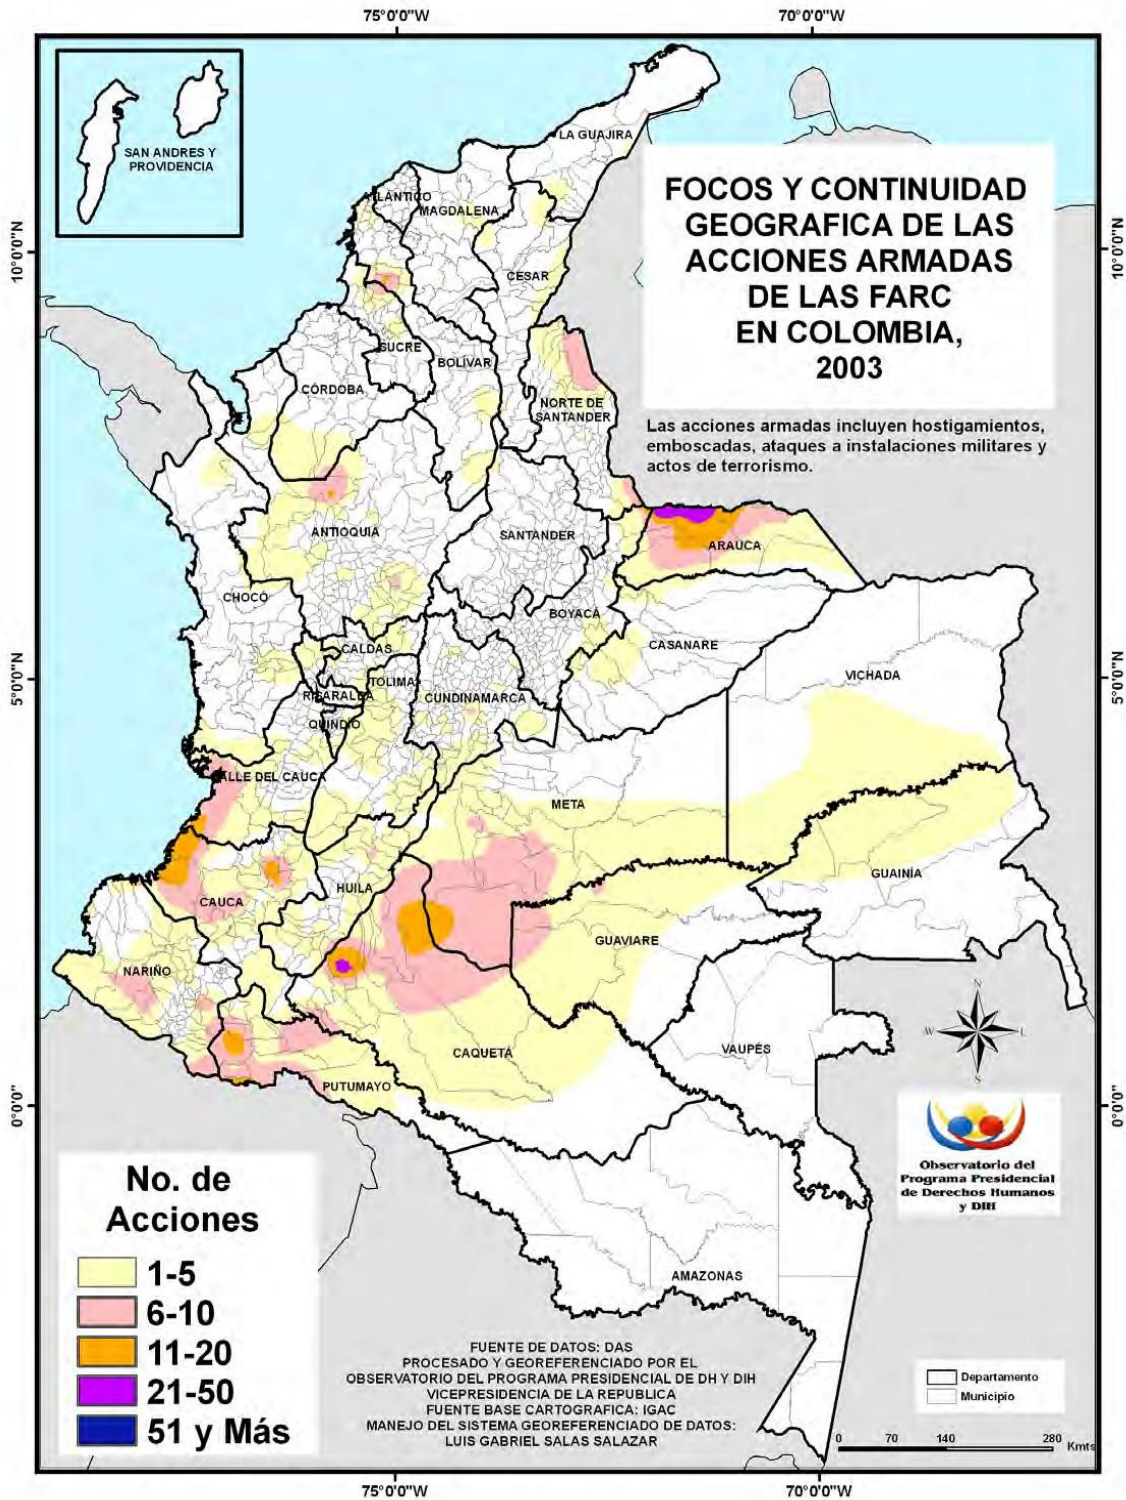 75°0'0"W
70°0'0"W
SAN ANDRES Y
PROVIDENCIA
LA GUAJIRA
ATLÁNTICO
MAGDALENA
FOCOS Y CONTINUIDAD
GEOGRAFICA DE LAS
ACCIONES ARMADAS
DE LAS FARC
EN COLOMBIA,
2003
10°0'0"N
10°0'0"N
CESAR
SUCRE
BOLÍVAR
CÓRDOBA
NORTE DE
SANTANDER
Las acciones armadas incluyen hostigamientos,
emboscadas, ataques a instalaciones militares y
actos de terrorismo.
ANTIOQUIA
SANTANDER
ARAUCA
CHOCÓ
BOYACÁ
CALDAS
CASANARE
5°0'0"N
5°0'0"N
VICHADA
TOLIMA
RISARALDA
CUNDINAMARCA
QUINDIO
ALLE DEL CAUCA
META
HUILA
GUAINÍA
CAUCA
GUAVIARE
NARIÑO
N
W
L
S
VAUPÉS
CAQUETÁ
PUTUMAYO
0°0'0"
0°0'0"
Observatorio del
Programa Presidencial
de Derechos Humanos
y DIH
No. de
Acciones
1-5
6-10
11-20
21-50
51 y Más
AMAZONAS
FUENTE DE DATOS: DAS
PROCESADO Y GEOREFERENCIADO POR EL
OBSERVATORIO DEL PROGRAMA PRESIDENCIAL DE DH Y DIH
VICEPRESIDENCIA DE LA REPUBLICA
FUENTE BASE CARTOGRAFICA: IGAC
MANEJO DEL SISTEMA GEOREFERENCIADO DE DATOS:
LUIS GABRIEL SALAS SALAZAR
Departamento
Municipio
0 70 140 280
Kmts
75°0'0"W
70°0'0"W